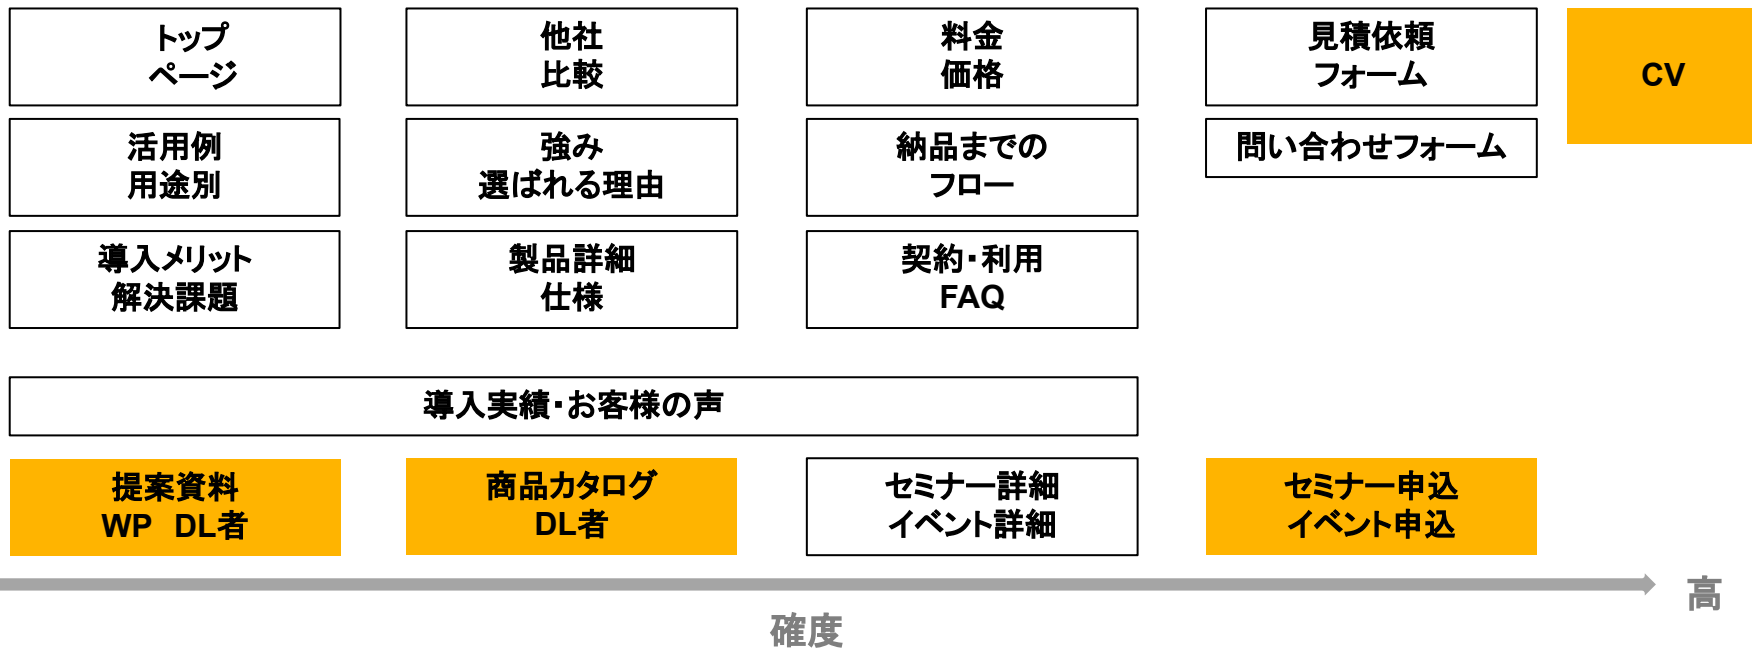 トップ
ページ
他社
比較
料金
価格
見積依頼
フォーム
CV
活用例
用途別
強み
選ばれる理由
納品までの
フロー
問い合わせフォーム
導入メリット
解決課題
製品詳細
仕様
契約・利用
FAQ
導入実績・お客様の声
提案資料
WP　DL者
商品カタログ
DL者
セミナー詳細
イベント詳細
セミナー申込
イベント申込
高
確度